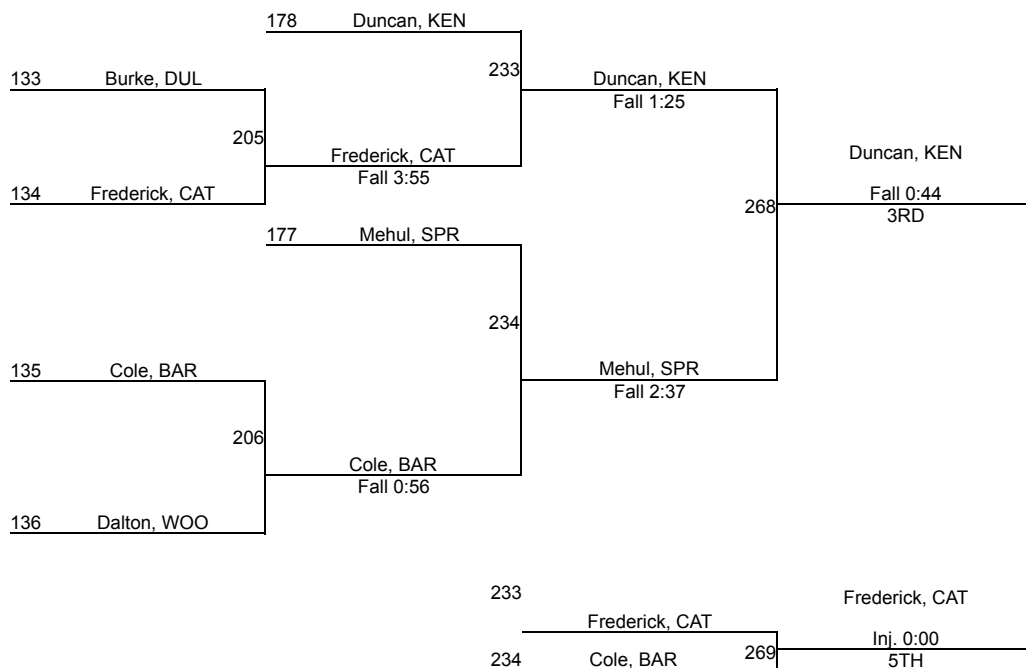 178 Duncan, KEN
133 Burke, DUL
233
Duncan, KEN
Fall 1:25
205
Frederick, CAT
Fall 3:55
Duncan, KEN
134 Frederick, CAT
268
Fall 0:44
3RD
177 Mehul, SPR
234
135 Cole, BAR
Mehul, SPR
Fall 2:37
206
Cole, BAR
Fall 0:56
136 Dalton, WOO
233
Frederick, CAT
Frederick, CAT
234 Cole, BAR
269
Inj. 0:00
5TH